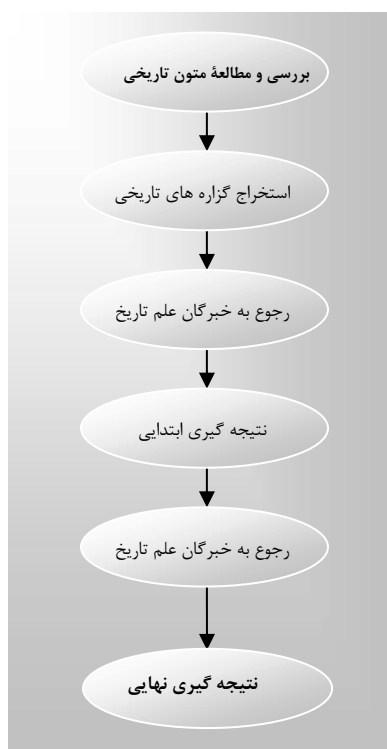 بررسی و مطالعۀ متون تاریخی
استخراج گزاره های تاریخی
رجوع به خبرگان علم تاریخ
نتیجه گیری ابتدایی
رجوع به خبرگان علم تاریخ
نتیجه گیری نهایی